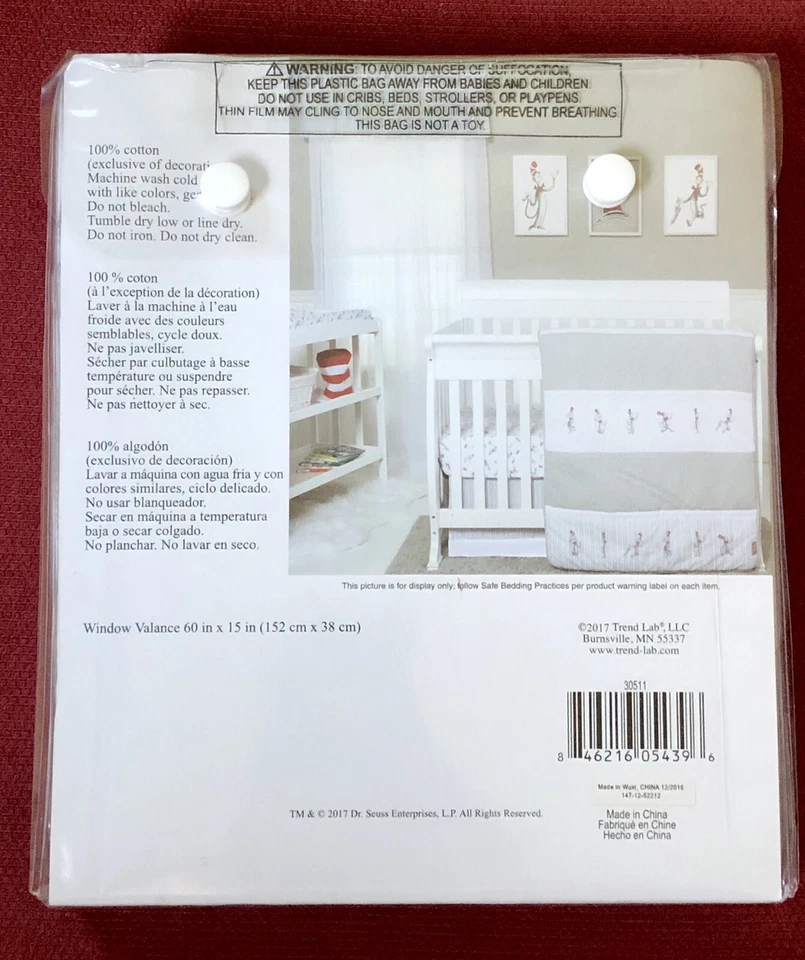 ⚠ WARNING: TO AVOID DANGER OF SUFFOCATION,
KEEP THIS PLASTIC BAG AWAY FROM BABIES AND CHILDREN.
DO NOT USE IN CRIBS, BEDS, STROLLERS, OR PLAYPENS.
THIN FILM MAY CLING TO NOSE AND MOUTH AND PREVENT BREATHING.
THIS BAG IS NOT A TOY.
100% cotton
(exclusive of decorati
Machine wash cold
with like colors, ge
Do not bleach.
Tumble dry low or line dry.
Do not iron. Do not dry clean.
100 % coton
(à l'exception de la décoration)
Laver à la machine à l'eau
froide avec des couleurs
semblables, cycle doux.
Ne pas javelliser.
Sécher par culbutage à basse
température ou suspendre
pour sécher. Ne pas repasser.
Ne pas nettoyer à sec.
100% algodón
(exclusivo de decoración)
Lavar a máquina con agua fría y con
colores similares, ciclo delicado.
No usar blanqueador.
Secar en máquina a temperatura
baja o secar colgado.
No planchar. No lavar en seco.
This picture is for display only; follow Safe Bedding Practices per product warning label on each item.
Window Valance 60 in x 15 in (152 cm x 38 cm)
©2017 Trend Lab®, LLC
Burnsville, MN 55337
www.trend-lab.com
30511
8 46216 05439 6
Made in Wuxi, CHINA 12/2016
147-12-52212
Made in China
Fabriqué en Chine
Hecho en China
TM & © 2017 Dr. Seuss Enterprises, L.P. All Rights Reserved.